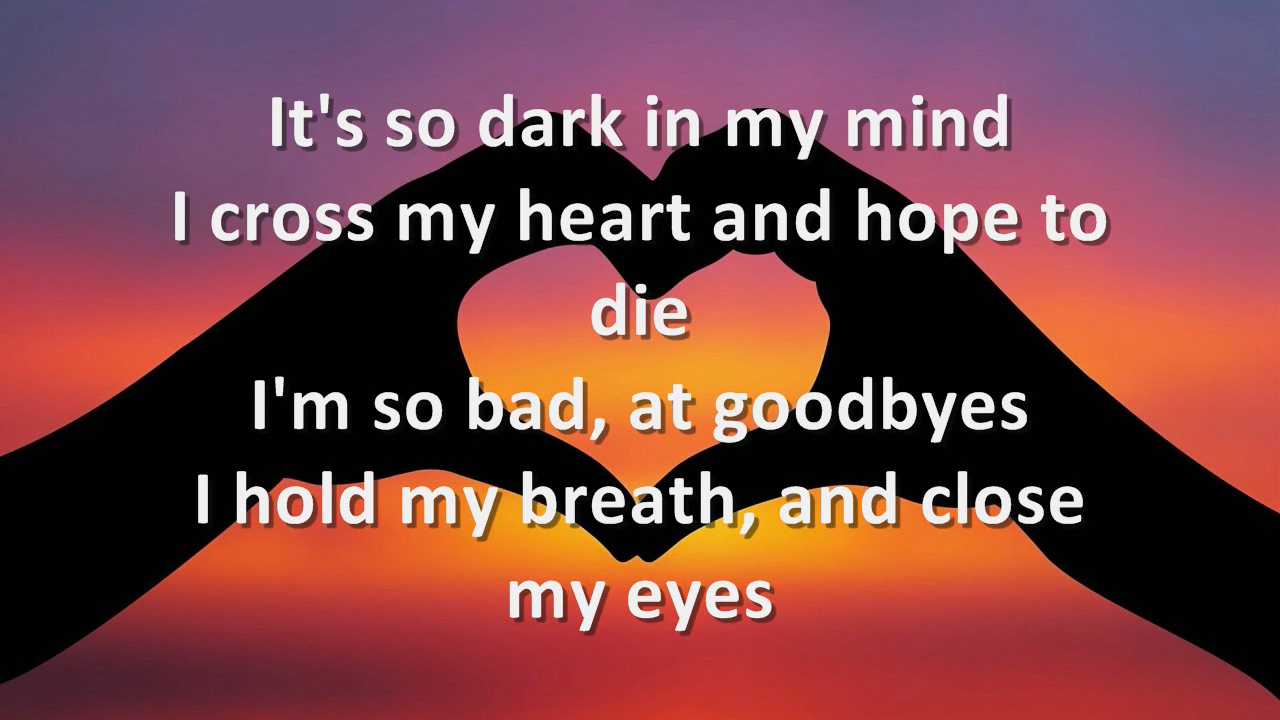 It's so dark in my mind
I cross my heart and hope to
die
I'm so bad, at goodbyes
I hold my breath, and close
my eyes